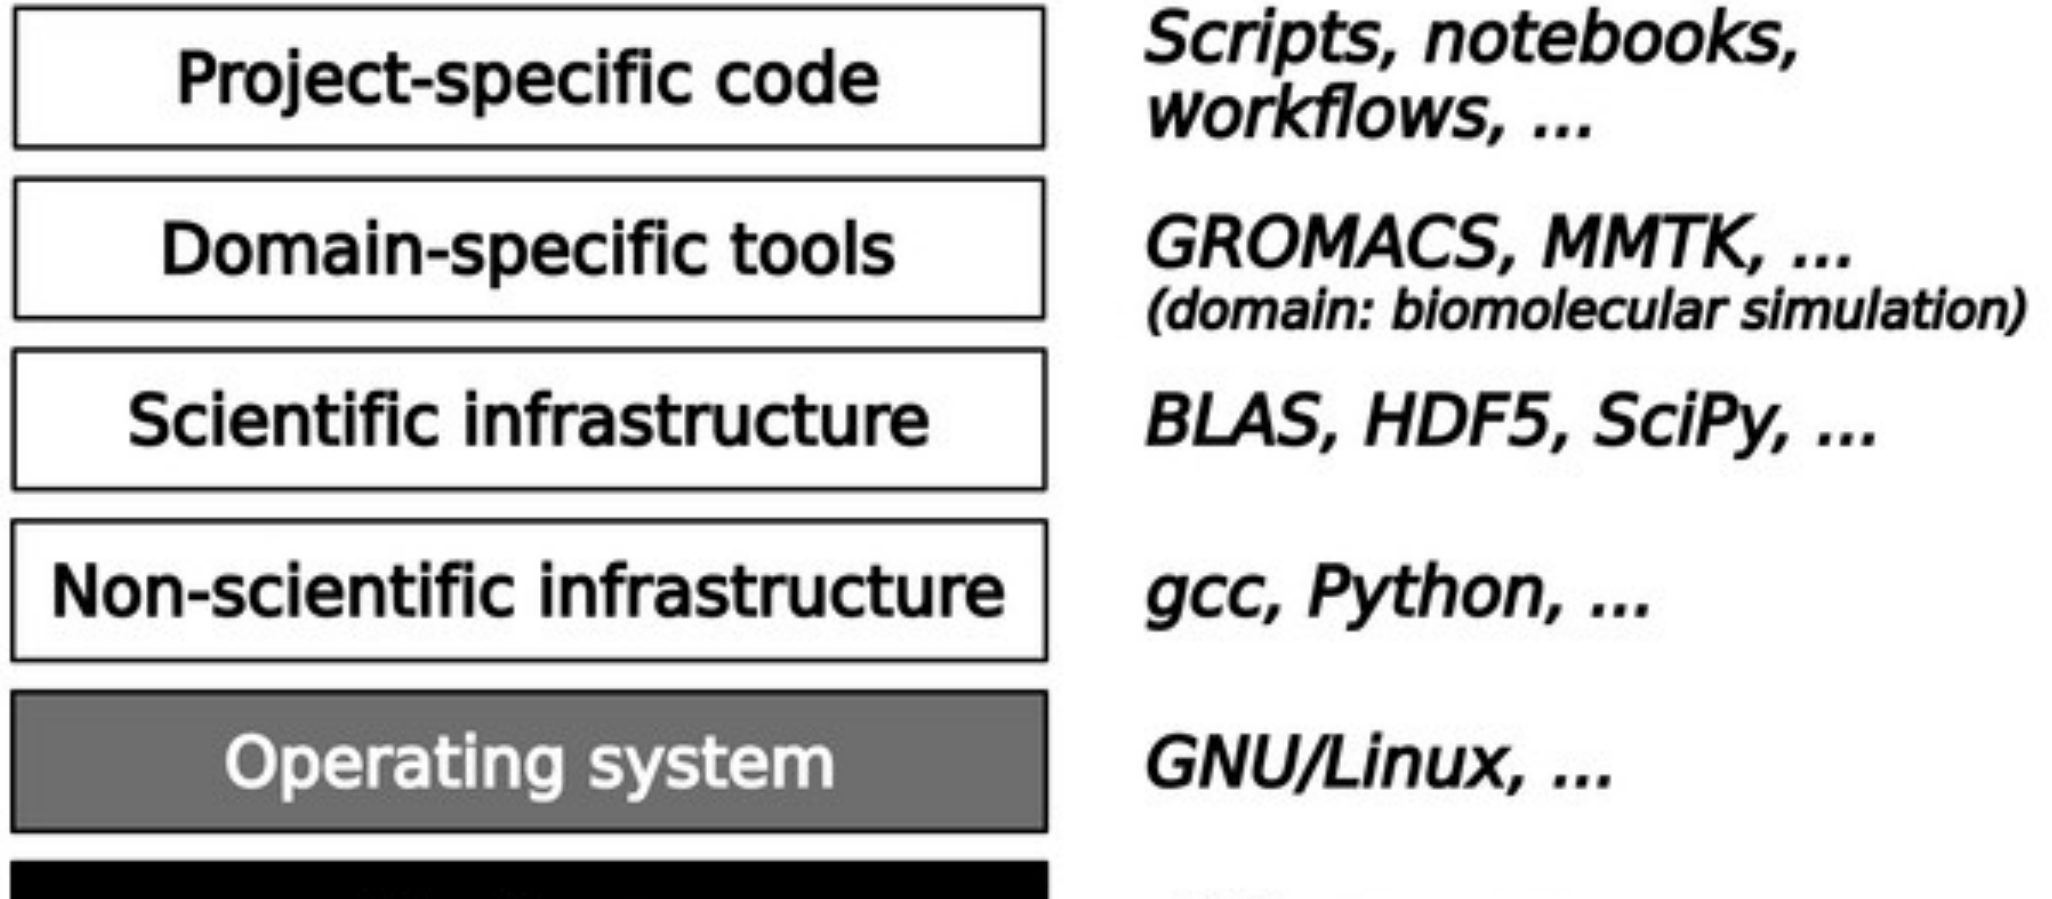 Project-specific code
Scripts, notebooks,
workflows, ...
Domain-specific tools
GROMACS, MMTK, ...
(domain: biomolecular simulation)
Scientific infrastructure
BLAS, HDF5, SciPy, ...
Non-scientific infrastructure
gcc, Python, ...
Operating system
GNU/Linux, ...